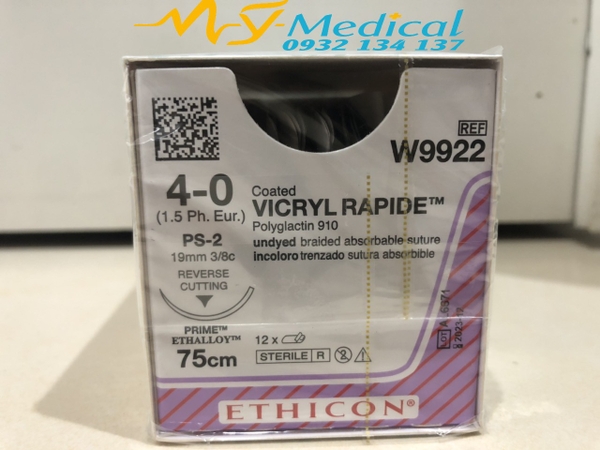 My Medical
0932 134 137
REF
W9922
4-0
(1.5 Ph. Eur.)
Coated
VICRYL RAPIDE™
Polyglactin 910
PS-2
19mm 3/8c
undyed braided absorbable suture
incoloro trenzado sutura absorbible
REVERSE
CUTTING
PRIME™
ETHALLOY™
75cm
12 x
STERILE R
LOT
ETHICON®